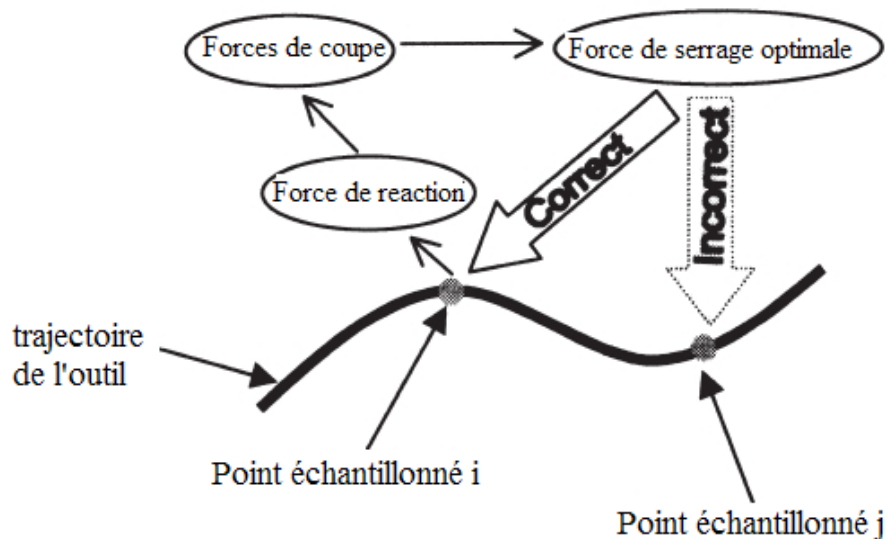 Forces de coupe
Force de serrage optimale
Correct
Incorrect
Force de reaction
trajectoire
de l'outil
Point échantillonné i
Point échantillonné j